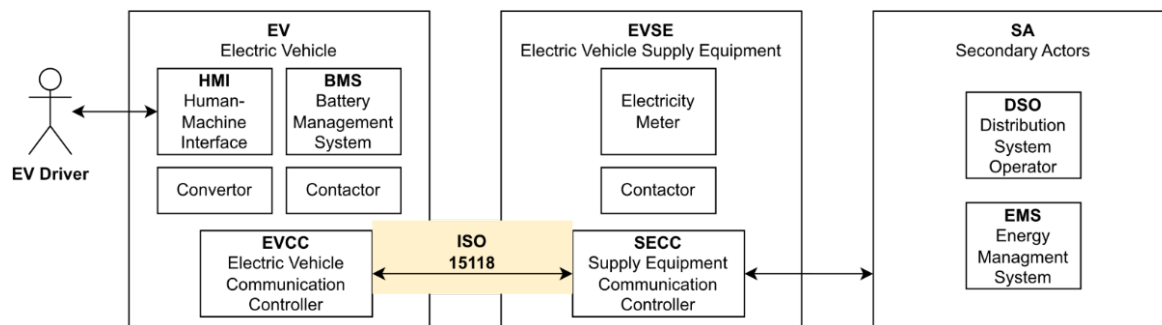 EV
Electric Vehicle
HMI
Human-
Machine
Interface
BMS
Battery
Management
System
Convertor
Contactor
EVCC
Electric Vehicle
Communication
Controller
EV Driver
ISO
15118
EVSE
Electric Vehicle Supply Equipment
Electricity
Meter
Contactor
SECC
Supply Equipment
Communication
Controller
SA
Secondary Actors
DSO
Distribution
System
Operator
EMS
Energy
Managment
System